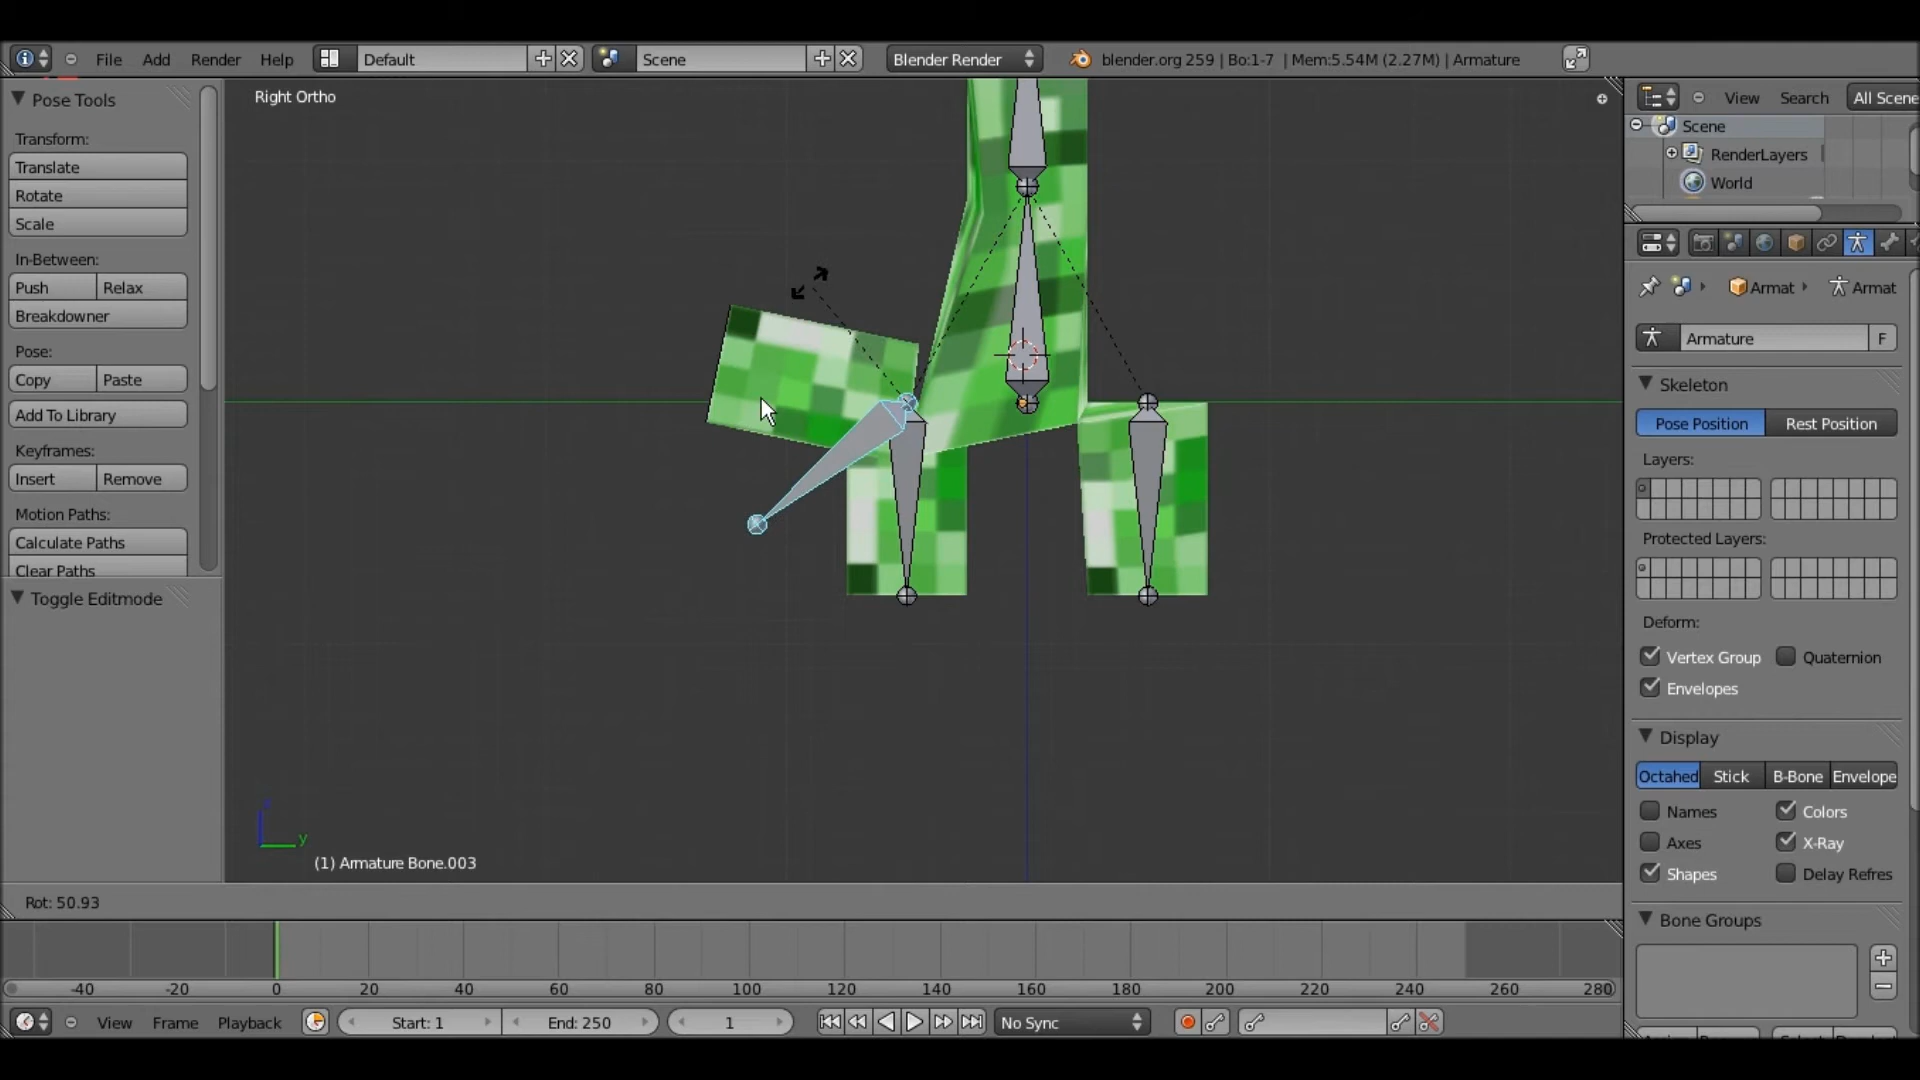 File Add Render Help Default Scene Blender Render blender.org 259 | Bo:1-7 | Mem:5.54M (2.27M) | Armature
Pose Tools
Transform:
Translate
Rotate
Scale
In-Between:
Push Relax
Breakdowner
Pose:
Copy Paste
Add To Library
Keyframes:
Insert Remove
Motion Paths:
Calculate Paths
Clear Paths
Toggle Editmode
Right Ortho
y
(1) Armature Bone.003
Rot: 50.93
View Search All Scene
Scene
RenderLayers
World
Armat Armat
Armature F
Skeleton
Pose Position Rest Position
Layers:
Protected Layers:
Deform:
Vertex Group Quaternion
Envelopes
Display
Octahed Stick B-Bone Envelope
Names Colors
Axes X-Ray
Shapes Delay Refres
Bone Groups
-40 -20 0 20 40 60 80 100 120 140 160 180 200 220 240 260 280
View Frame Playback Start: 1 End: 250 1 No Sync